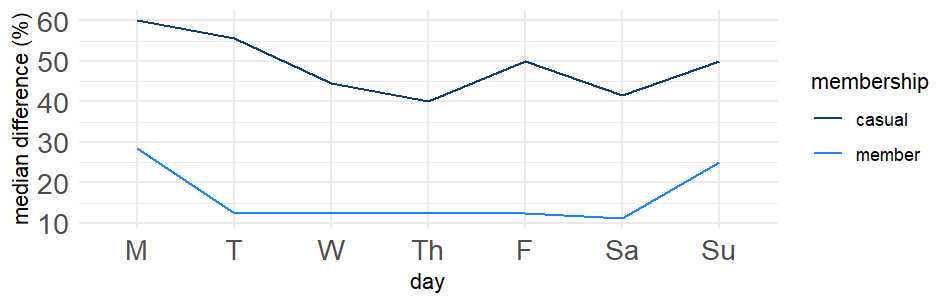 median difference (%)
60
50
40
30
20
10
M T W Th F Sa Su
day
membership
casual
member